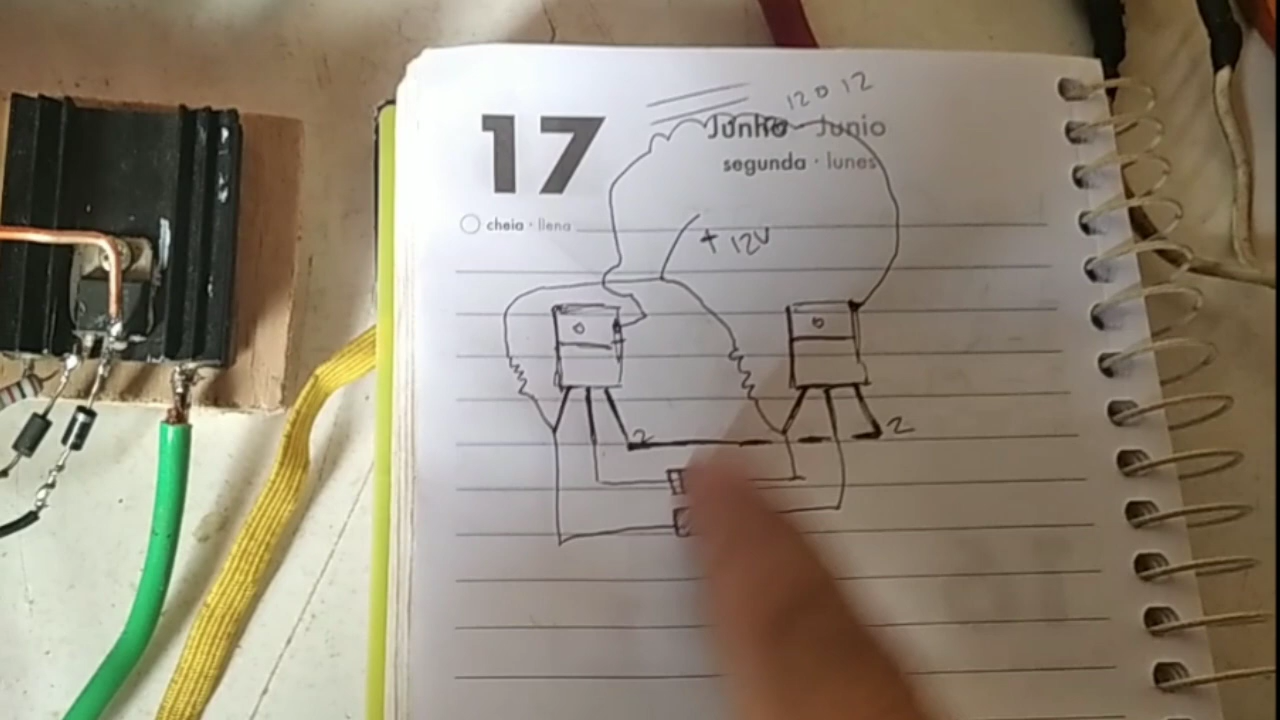 12 0 12
17
Junho - Junio
segunda · lunes
cheia · llena
+ 12V
2
2